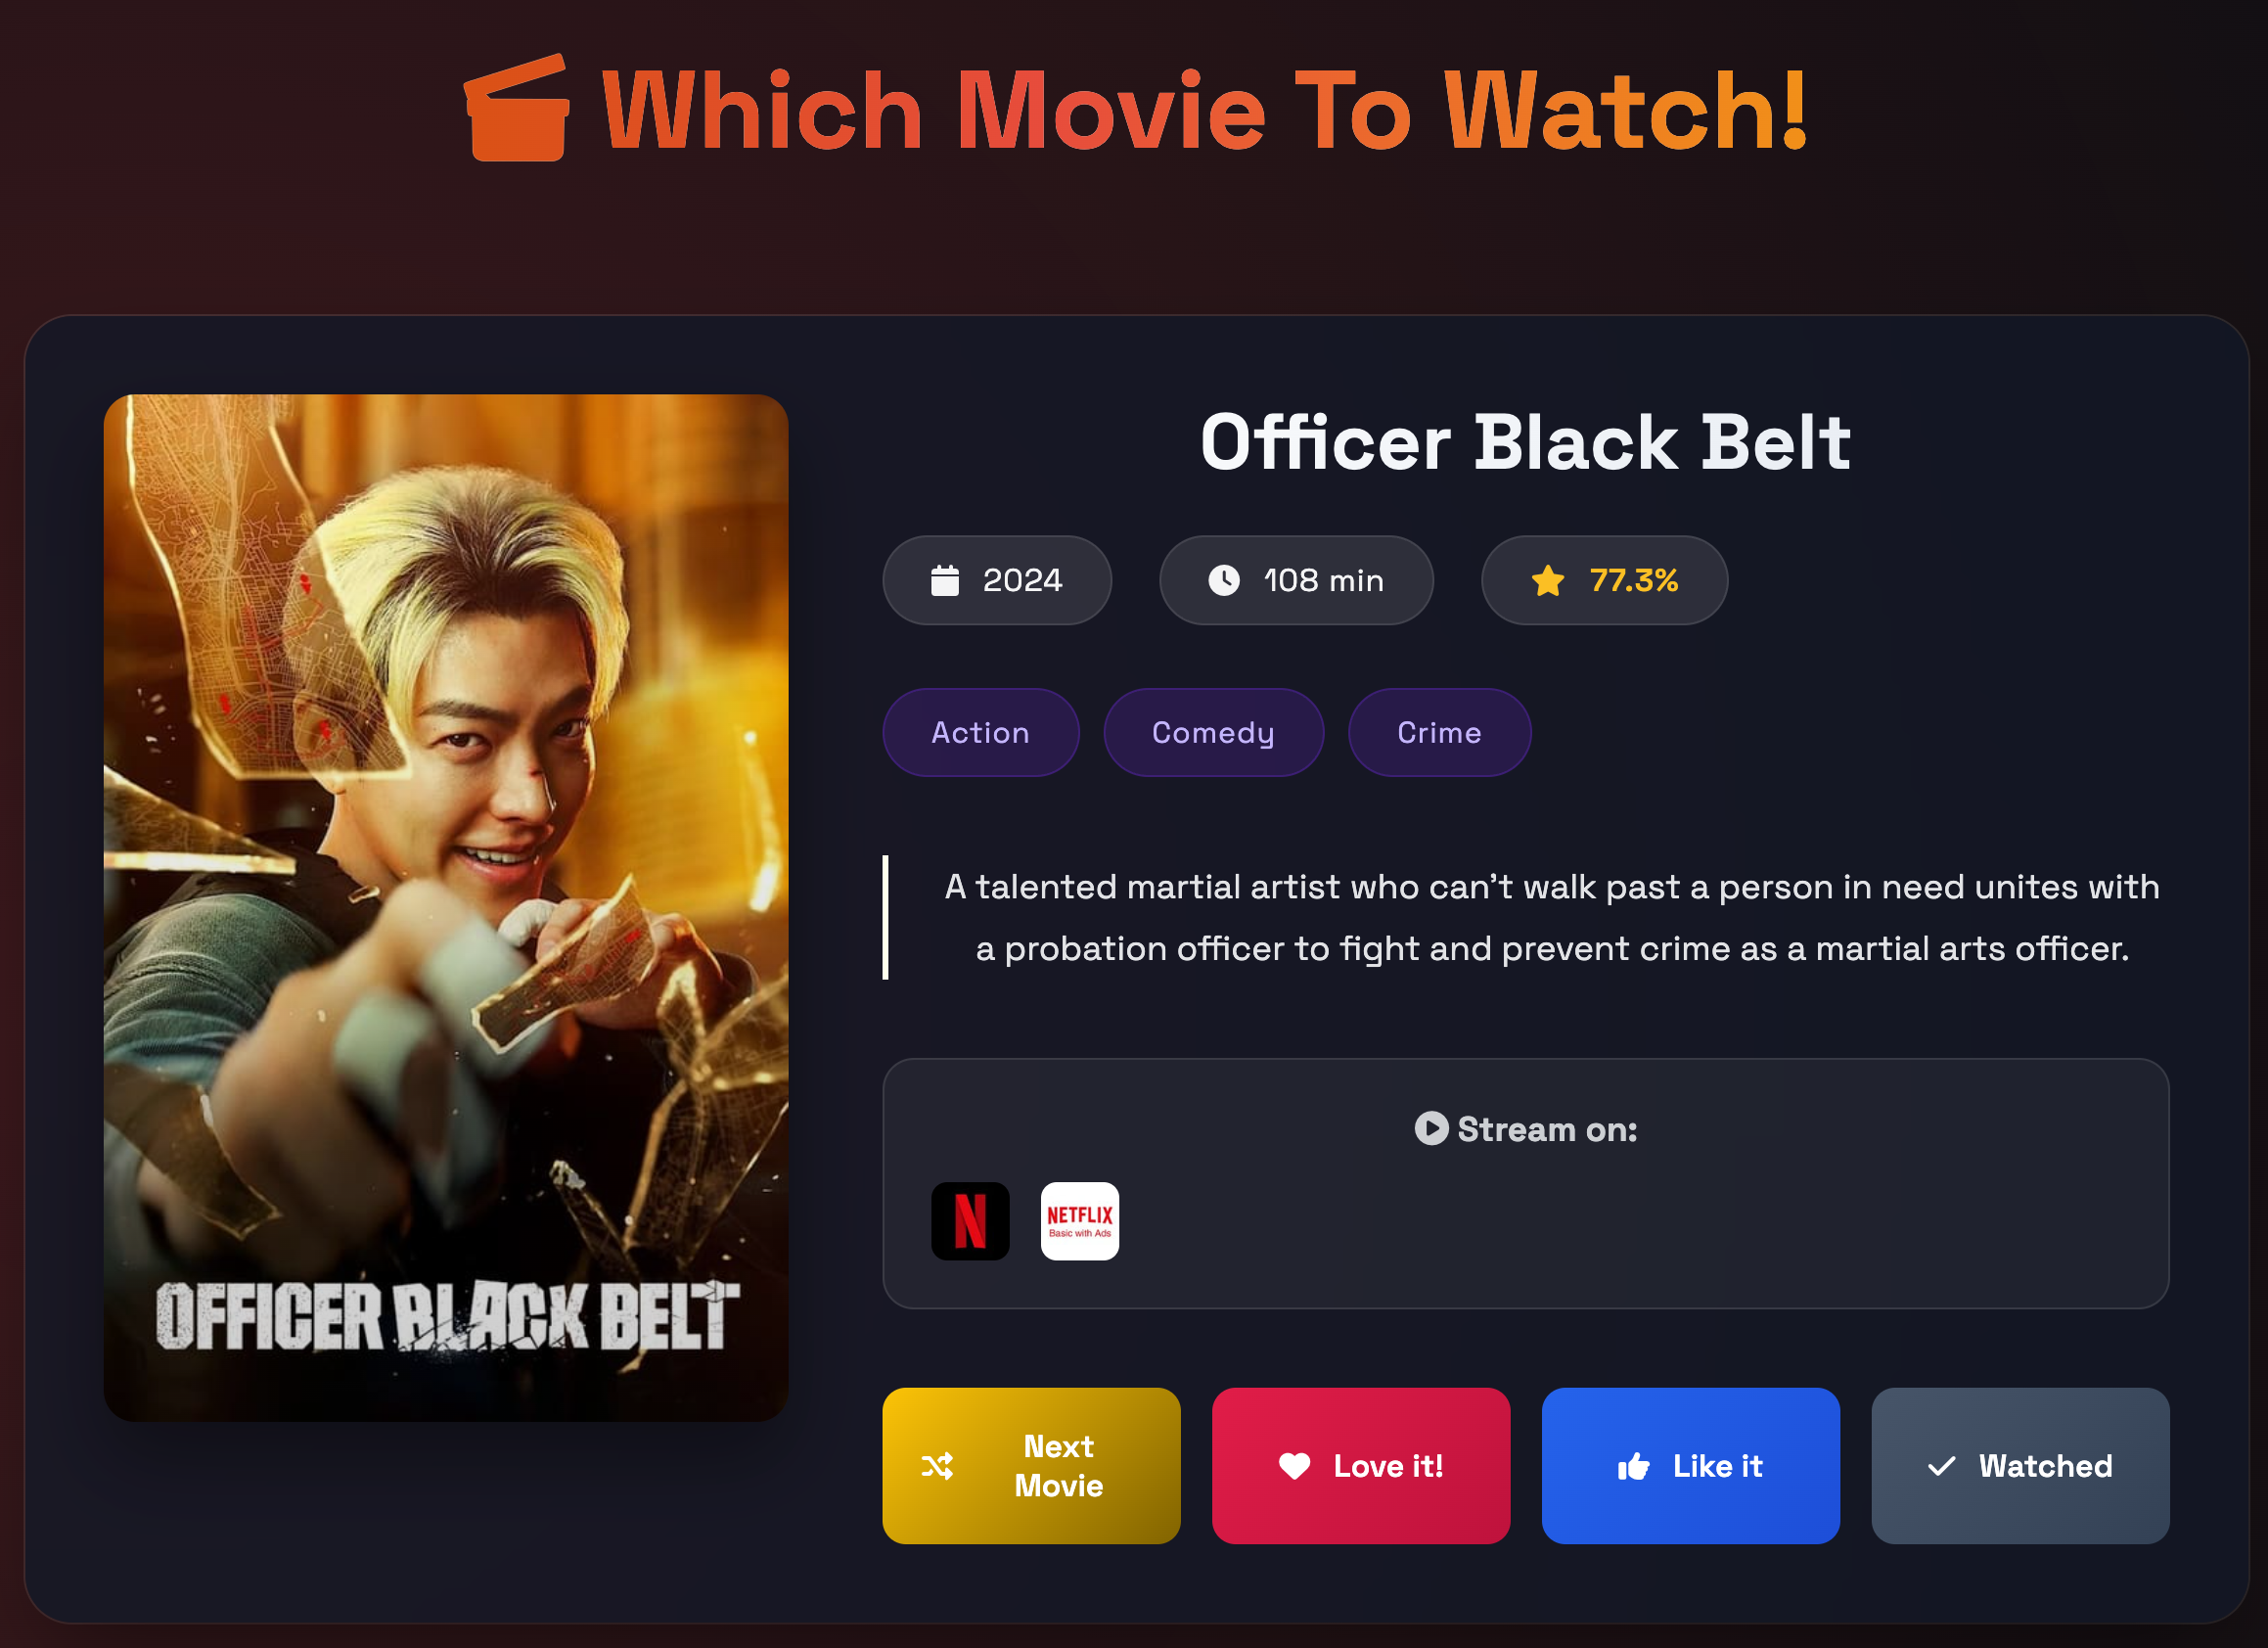 Which Movie To Watch!
Officer Black Belt
2024
108 min
77.3%
Action
Comedy
Crime
A talented martial artist who can't walk past a person in need unites with
a probation officer to fight and prevent crime as a martial arts officer.
Stream on:
N
NETFLIX
Basic with Ads
OFFICER BLACK BELT
Next
Movie
Love it!
Like it
Watched